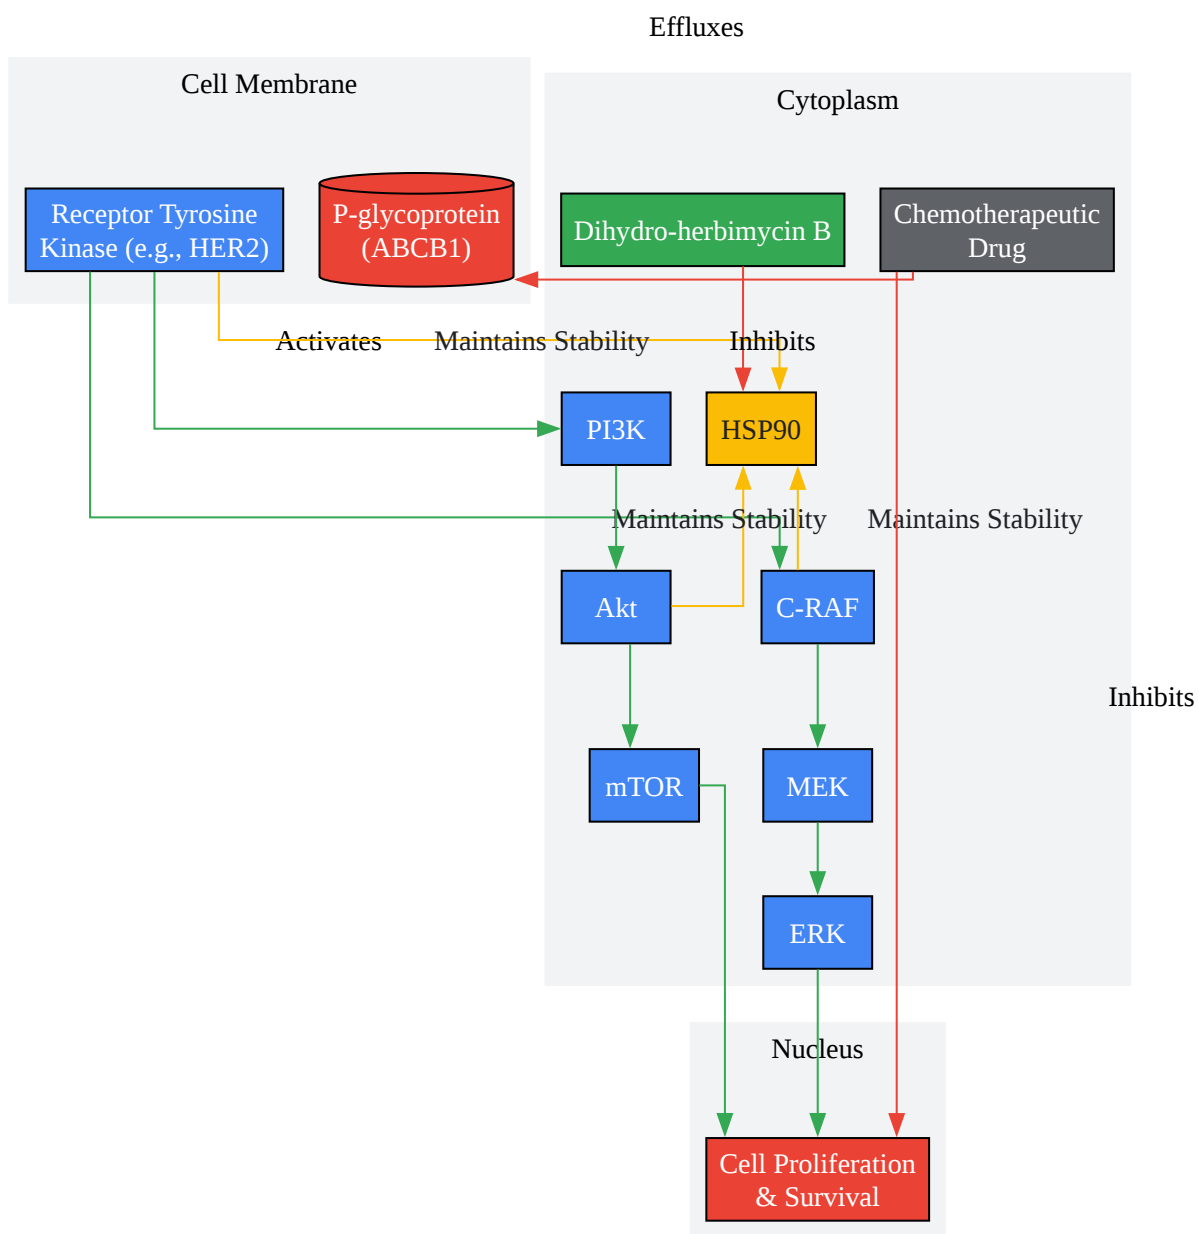 Effluxes
Cell Membrane
Cytoplasm
Receptor Tyrosine
Kinase (e.g., HER2)
P-glycoprotein
(ABCB1)
Dihydro-herbimycin B
Chemotherapeutic
Drug
Activates
Maintains Stability
Inhibits
PI3K
HSP90
Maintains Stability
Maintains Stability
Akt
C-RAF
Inhibits
mTOR
MEK
ERK
Nucleus
Cell Proliferation
& Survival